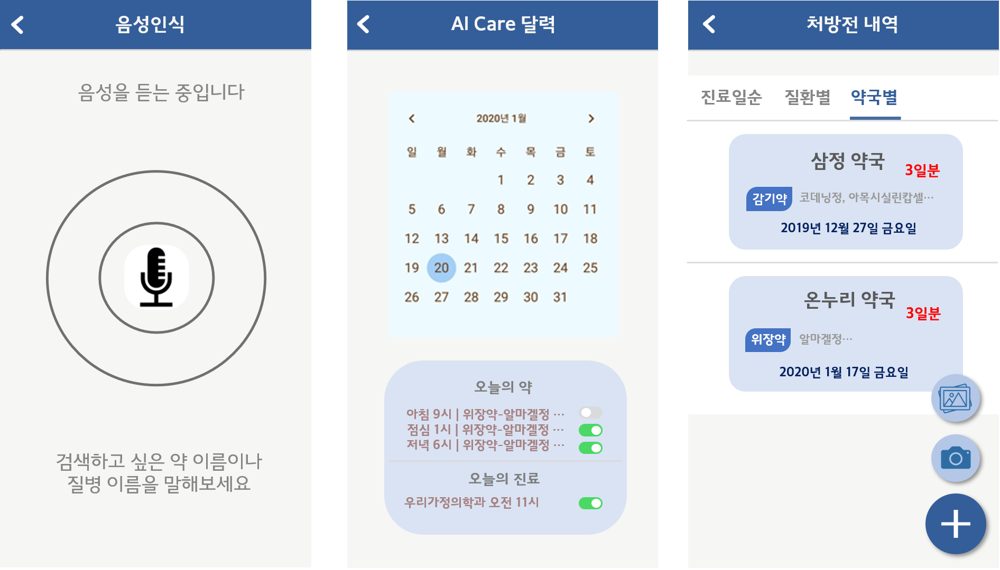 음성인식
음성을 듣는 중입니다
검색하고 싶은 약 이름이나
질병 이름을 말해보세요
AI Care 달력
2020년 1월
일 월 화 수 목 금 토
1 2 3 4
5 6 7 8 9 10 11
12 13 14 15 16 17 18
19 20 21 22 23 24 25
26 27 28 29 30 31
오늘의 약
아침 9시 | 위장약-알마겔정 …
점심 1시 | 위장약-알마겔정 …
저녁 6시 | 위장약-알마겔정 …
오늘의 진료
우리가정의학과 오전 11시
처방전 내역
진료일순 질환별 약국별
삼정 약국
3일분
감기약 코데닝정, 아목시실린캅셀…
2019년 12월 27일 금요일
온누리 약국
3일분
위장약 알마겔정…
2020년 1월 17일 금요일